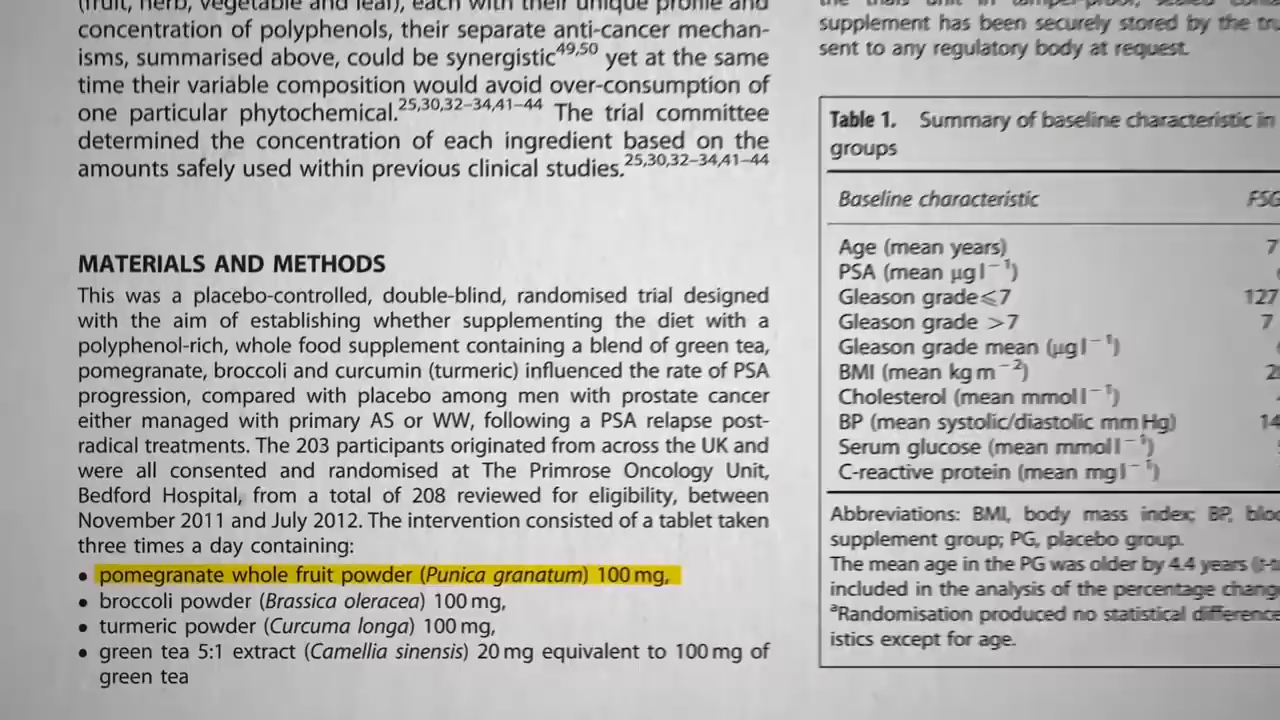 (fruit, herb, vegetable and leaf), each with their unique profile and
concentration of polyphenols, their separate anti-cancer mechan-
isms, summarised above, could be synergistic49,50 yet at the same
time their variable composition would avoid over-consumption of
one particular phytochemical.25,30,32–34,41–44 The trial committee
determined the concentration of each ingredient based on the
amounts safely used within previous clinical studies.25,30,32–34,41–44
MATERIALS AND METHODS
This was a placebo-controlled, double-blind, randomised trial designed
with the aim of establishing whether supplementing the diet with a
polyphenol-rich, whole food supplement containing a blend of green tea,
pomegranate, broccoli and curcumin (turmeric) influenced the rate of PSA
progression, compared with placebo among men with prostate cancer
either managed with primary AS or WW, following a PSA relapse post-
radical treatments. The 203 participants originated from across the UK and
were all consented and randomised at The Primrose Oncology Unit,
Bedford Hospital, from a total of 208 reviewed for eligibility, between
November 2011 and July 2012. The intervention consisted of a tablet taken
three times a day containing:
• pomegranate whole fruit powder (Punica granatum) 100 mg,
• broccoli powder (Brassica oleracea) 100 mg,
• turmeric powder (Curcuma longa) 100 mg,
• green tea 5:1 extract (Camellia sinensis) 20 mg equivalent to 100 mg of
green tea
supplement has been securely stored by the
sent to any regulatory body at request.
Table 1. Summary of baseline characteristic in
groups
Baseline characteristic FSG
Age (mean years) 7
PSA (mean µg l−1)
Gleason grade⩽7 127
Gleason grade >7 7
Gleason grade mean (µg l−1)
BMI (mean kg m−2) 2
Cholesterol (mean mmol l−1)
BP (mean systolic/diastolic mm Hg) 14
Serum glucose (mean mmol l−1)
C-reactive protein (mean mg l−1)
Abbreviations: BMI, body mass index; BP,
supplement group; PG, placebo group.
The mean age in the PG was older by 4.4 years
included in the analysis of the percentage
aRandomisation produced no statistical
istics except for age.